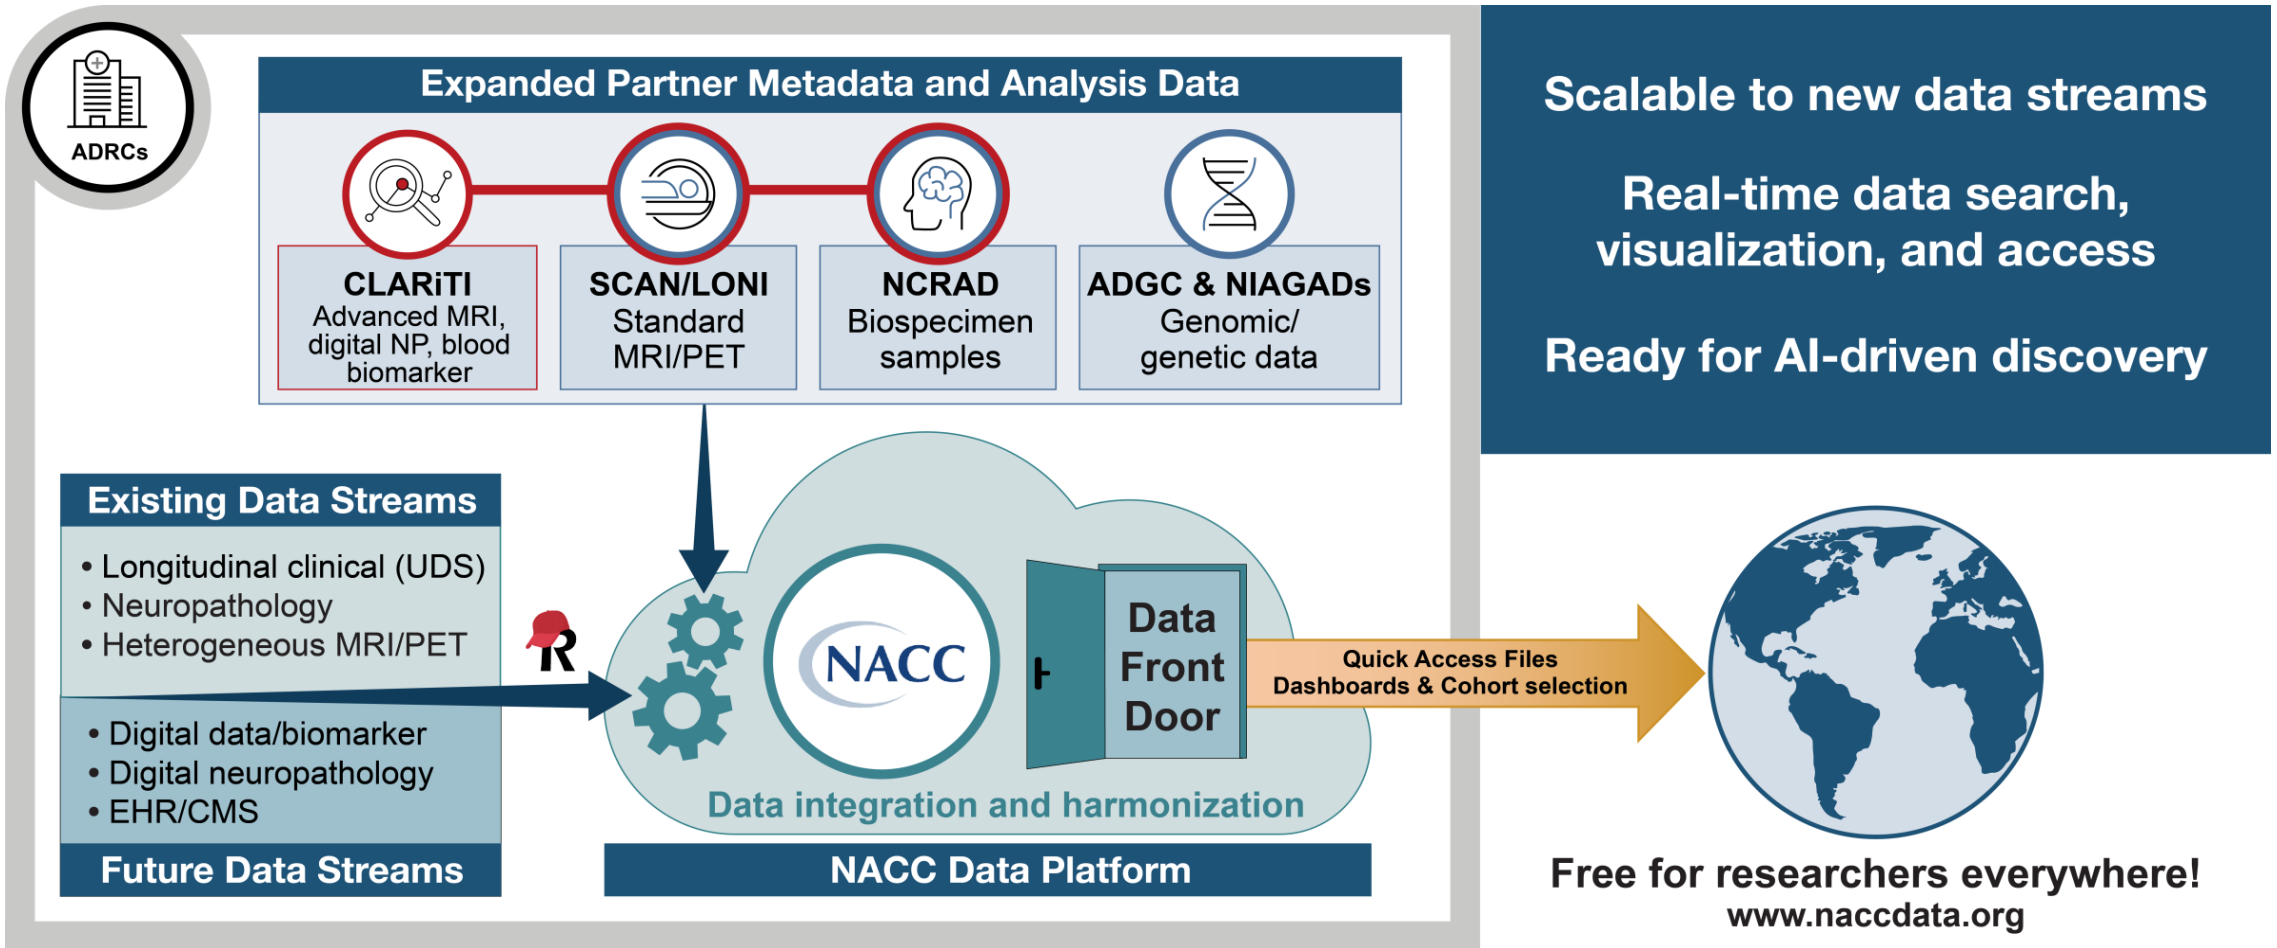 ADRCs
Expanded Partner Metadata and Analysis Data
CLARiTI
Advanced MRI,
digital NP, blood
biomarker
SCAN/LONI
Standard
MRI/PET
NCRAD
Biospecimen
samples
ADGC & NIAGADs
Genomic/
genetic data
Scalable to new data streams
Real-time data search,
visualization, and access
Ready for AI-driven discovery
Existing Data Streams
• Longitudinal clinical (UDS)
• Neuropathology
• Heterogeneous MRI/PET
R
• Digital data/biomarker
• Digital neuropathology
• EHR/CMS
Future Data Streams
NACC
Data
Front
Door
Data integration and harmonization
NACC Data Platform
Quick Access Files
Dashboards & Cohort selection
Free for researchers everywhere!
www.naccdata.org